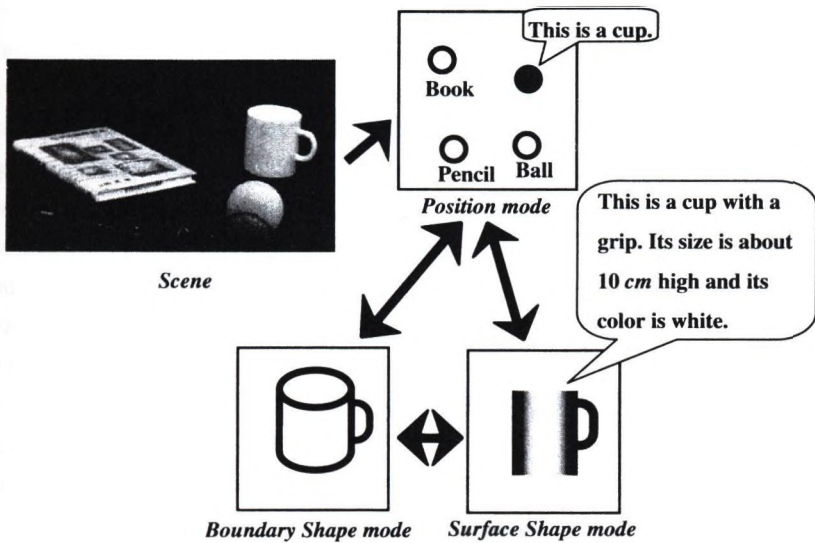 This is a cup.
Book
Pencil
Ball
Position mode
Scene
This is a cup with a
grip. Its size is about
10 cm high and its
color is white.
Boundary Shape mode
Surface Shape mode